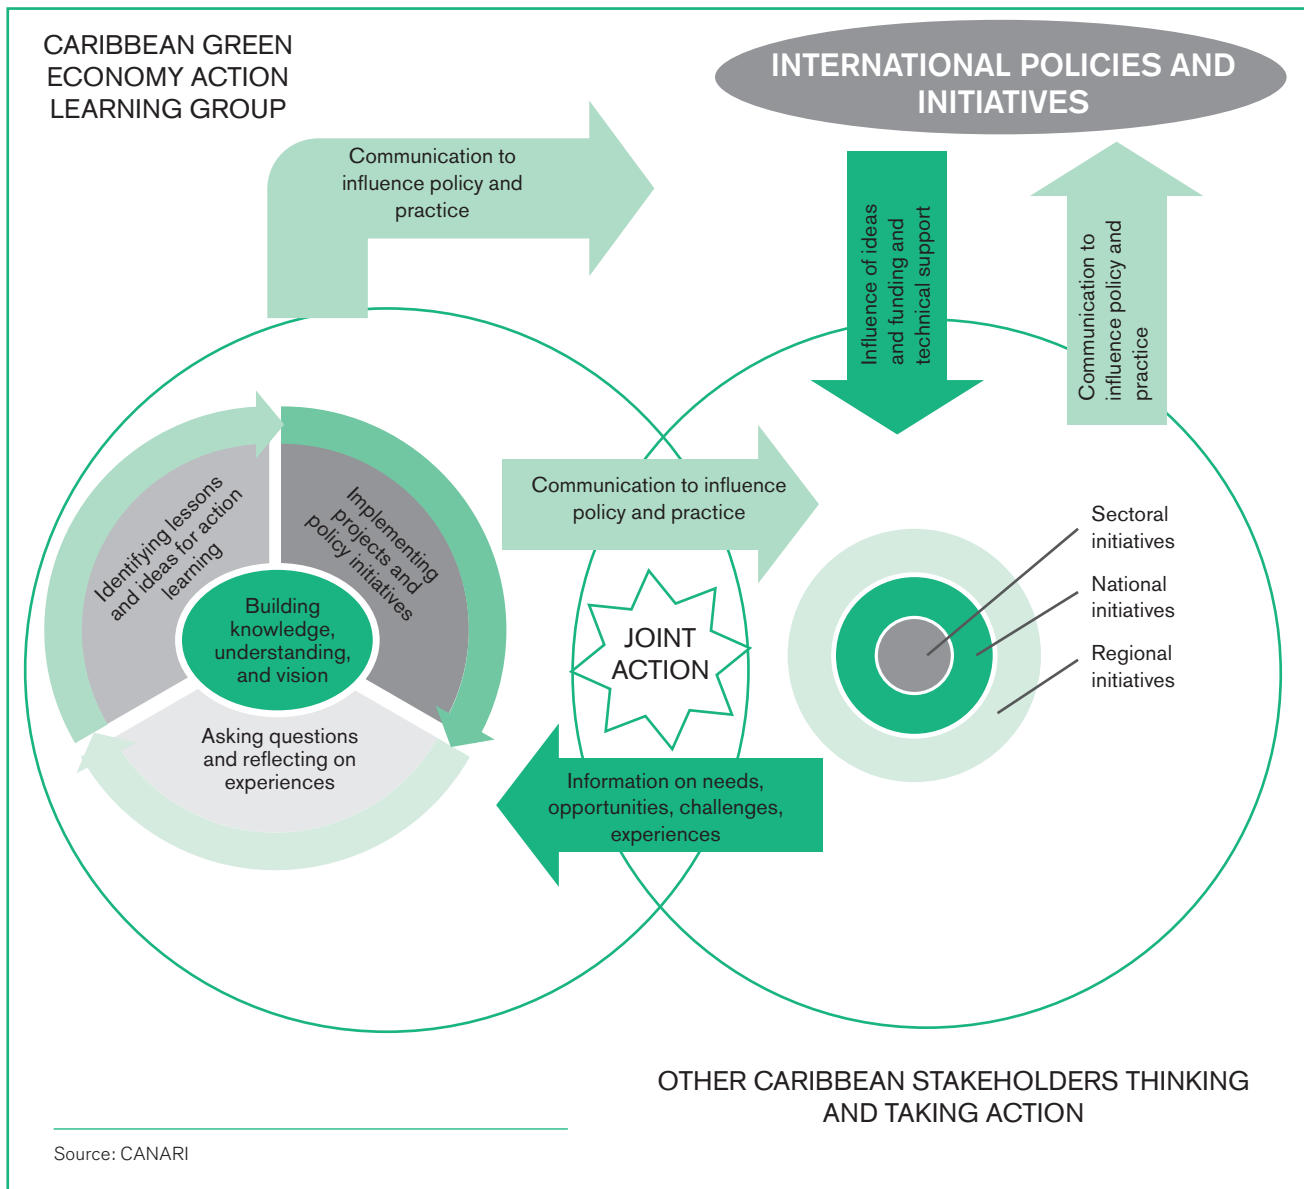 CARIBBEAN GREEN
ECONOMY ACTION
LEARNING GROUP
INTERNATIONAL POLICIES AND
INITIATIVES
Communication to
influence policy and
practice
Influence of ideas
and funding and
technical support
Communication to
influence policy and
practice
Identifying lessons
and ideas for action
learning
Implementing
projects and
policy initiatives
Building
knowledge,
understanding,
and vision
Asking questions
and reflecting on
experiences
Communication to influence
policy and practice
JOINT
ACTION
Information on needs,
opportunities, challenges,
experiences
Sectoral
initiatives
National
initiatives
Regional
initiatives
OTHER CARIBBEAN STAKEHOLDERS THINKING
AND TAKING ACTION
Source: CANARI